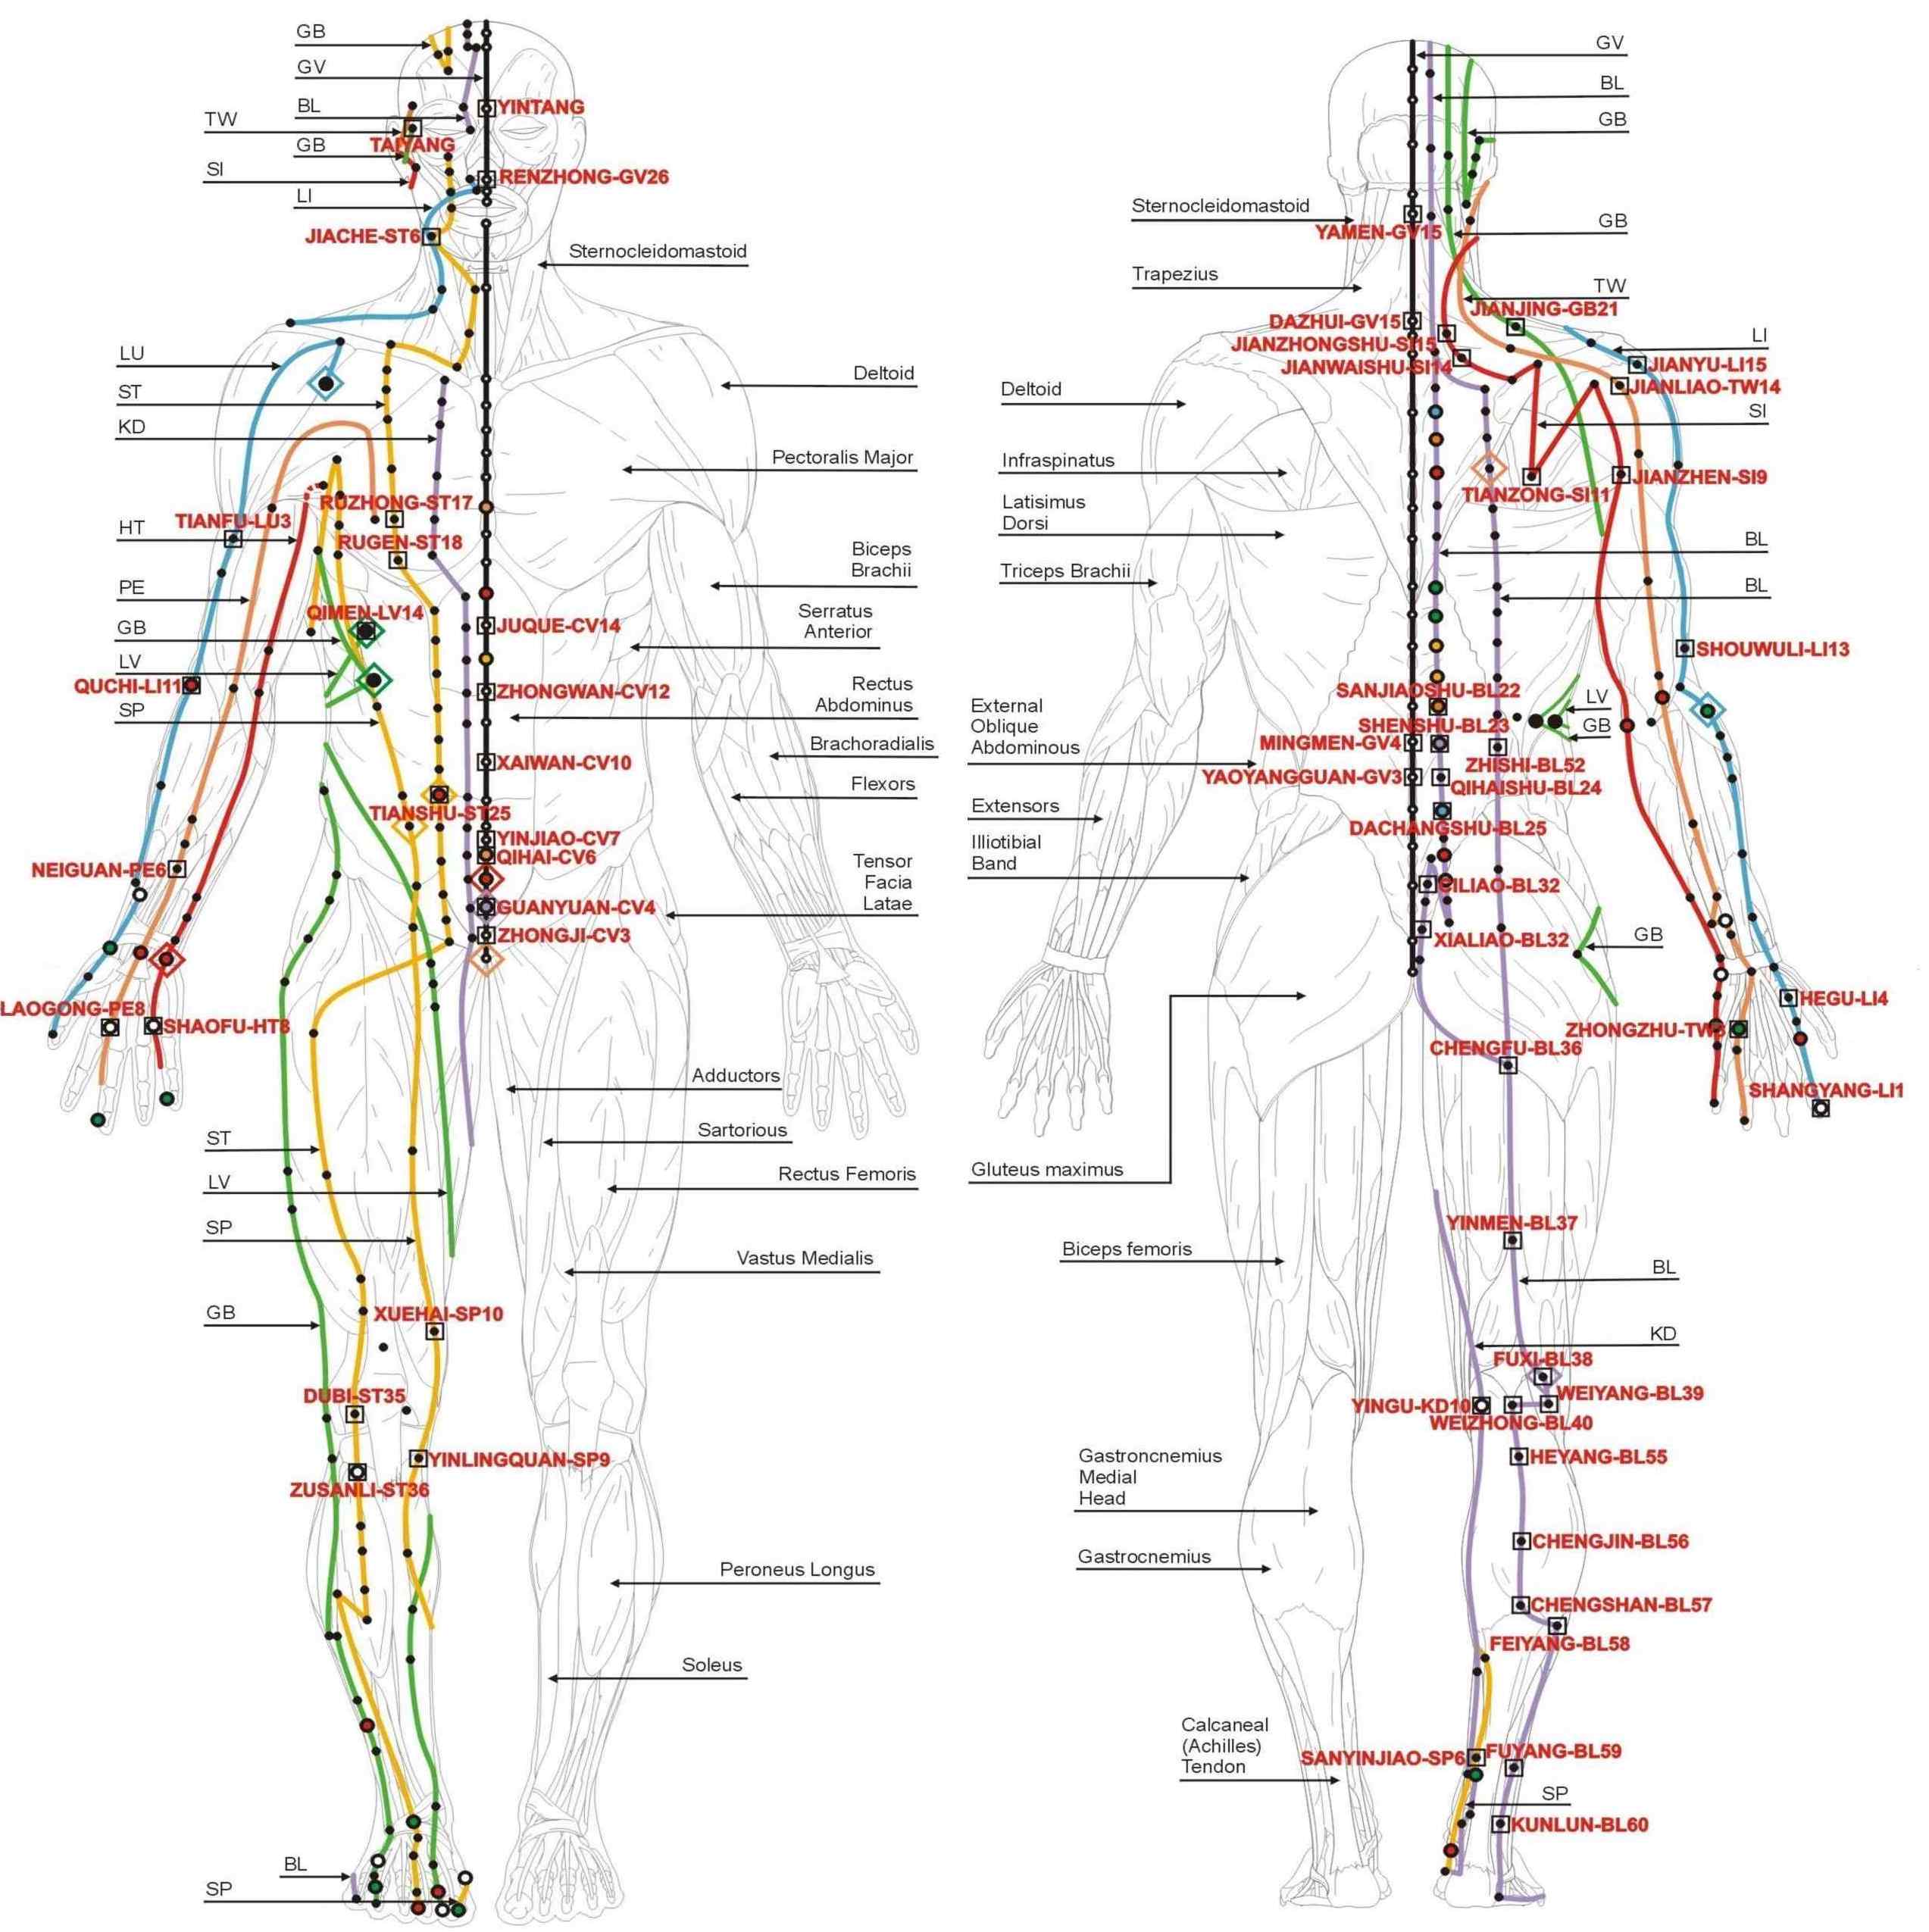 GB
GV
BL
TW
GB
SI
LI
YINTANG
TAIYANG
RENZHONG-GV26
JIACHE-ST6
Sternocleidomastoid
LU
ST
KD
Deltoid
Pectoralis Major
RUZHONG-ST17
TIANFU-LU3
HT
RUGEN-ST18
Biceps
Brachii
PE
QIMEN-LV14
GB
JUQUE-CV14
Serratus
Anterior
LV
QUCHI-LI11
SP
ZHONGWAN-CV12
Rectus
Abdominus
Brachoradialis
XAIWAN-CV10
Flexors
TIANSHU-ST25
YINJIAO-CV7
QIHAI-CV6
NEIGUAN-PE6
Tensor
Facia
Latae
GUANYUAN-CV4
ZHONGJI-CV3
LAOGONG-PE8
SHAOFU-HT8
Adductors
ST
Sartorious
LV
Rectus Femoris
SP
Vastus Medialis
GB
XUEHAI-SP10
DUBI-ST35
YINLINGQUAN-SP9
ZUSANLI-ST36
Peroneus Longus
Soleus
BL
SP
GV
BL
GB
Sternocleidomastoid
YAMEN-GV15
GB
Trapezius
TW
JIANJING-GB21
DAZHUI-GV15
JIANZHONGSHU-SI15
LI
JIANWAISHU-SI14
JIANYU-LI15
JIANLIAO-TW14
Deltoid
SI
Infraspinatus
JIANZHEN-SI9
TIANZONG-SI11
Latisimus
Dorsi
BL
Triceps Brachii
BL
SHOUWULI-LI13
SANJIAOSHU-BL22
LV
External
Oblique
Abdominous
SHENSHU-BL23
GB
MINGMEN-GV4
ZHISHI-BL52
YAOYANGGUAN-GV3
QIHAISHU-BL24
Extensors
DACHANGSHU-BL25
Illiotibial
Band
CILIAO-BL32
XIALIAO-BL32
GB
HEGU-LI4
ZHONGZHU-TW3
CHENGFU-BL36
SHANGYANG-LI1
Gluteus maximus
YINMEN-BL37
Biceps femoris
BL
KD
FUXI-BL38
WEIYANG-BL39
YINGU-KD10
WEIZHONG-BL40
Gastroncnemius
Medial
Head
HEYANG-BL55
CHENGJIN-BL56
Gastrocnemius
CHENGSHAN-BL57
FEIYANG-BL58
Calcaneal
(Achilles)
Tendon
SANYINJIAO-SP6
FUYANG-BL59
SP
KUNLUN-BL60